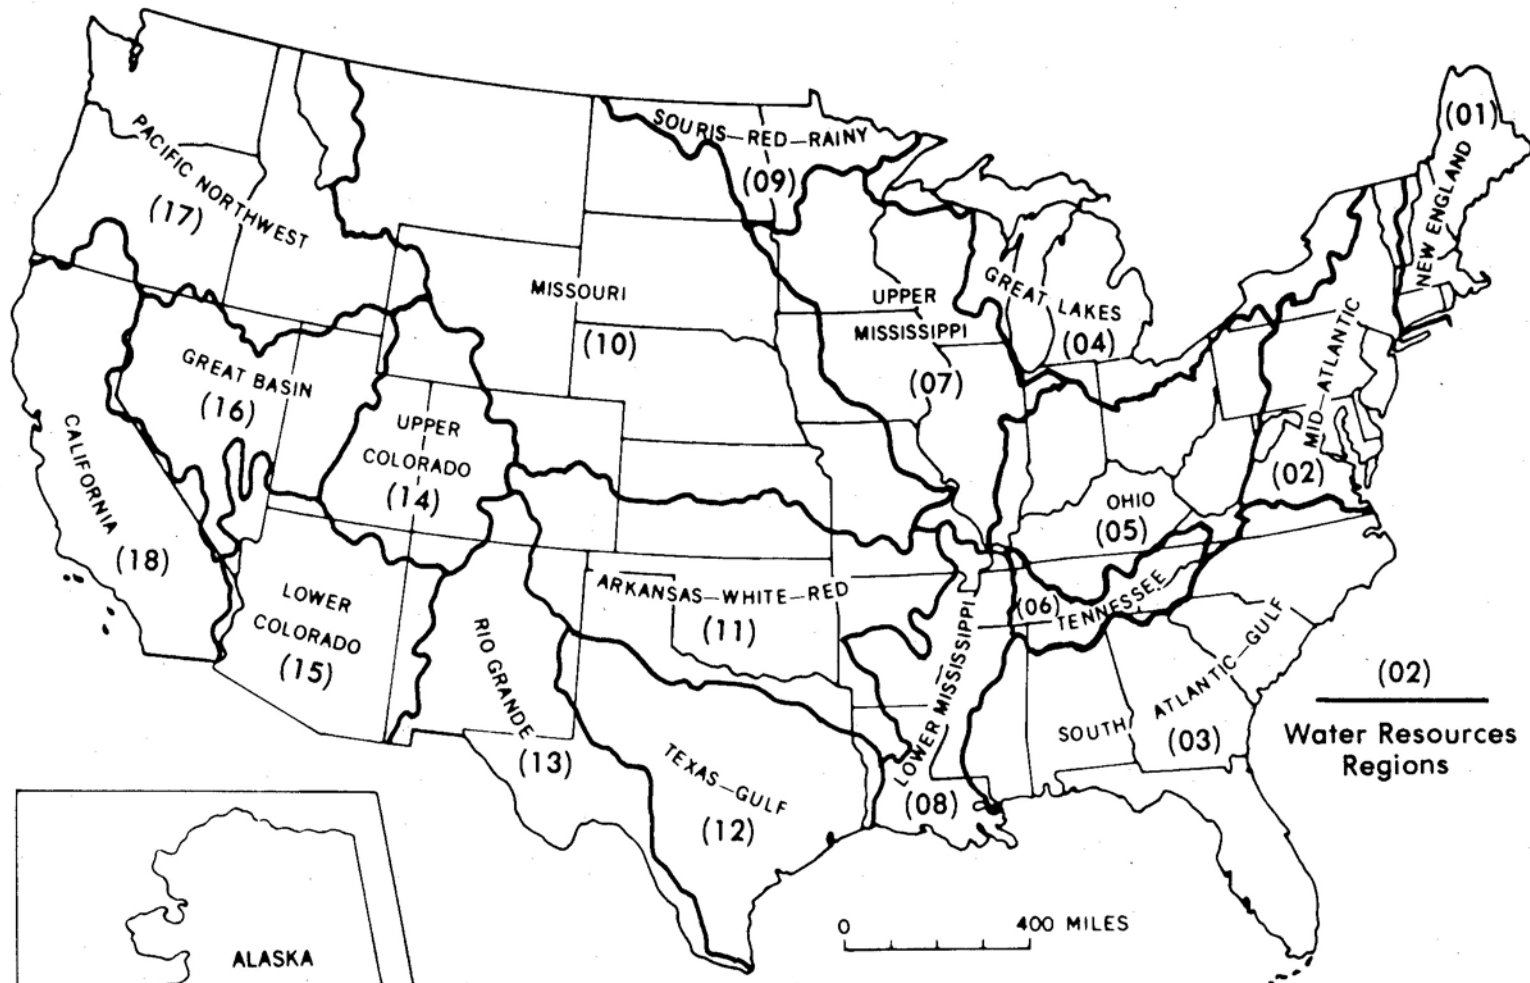 SOURIS—RED—RAINY
(09)
(01)
NEW ENGLAND
PACIFIC NORTHWEST
(17)
MISSOURI
(10)
UPPER
MISSISSIPPI
(07)
GREAT LAKES
(04)
MID—ATLANTIC
(02)
GREAT BASIN
(16)
CALIFORNIA
(18)
UPPER
COLORADO
(14)
OHIO
(05)
LOWER
COLORADO
(15)
ARKANSAS—WHITE—RED
(11)
(06)
TENNESSEE
RIO GRANDE
(13)
LOWER MISSISSIPPI
(08)
SOUTH ATLANTIC—GULF
(03)
TEXAS—GULF
(12)
(02)
Water Resources
Regions
0 400 MILES
ALASKA